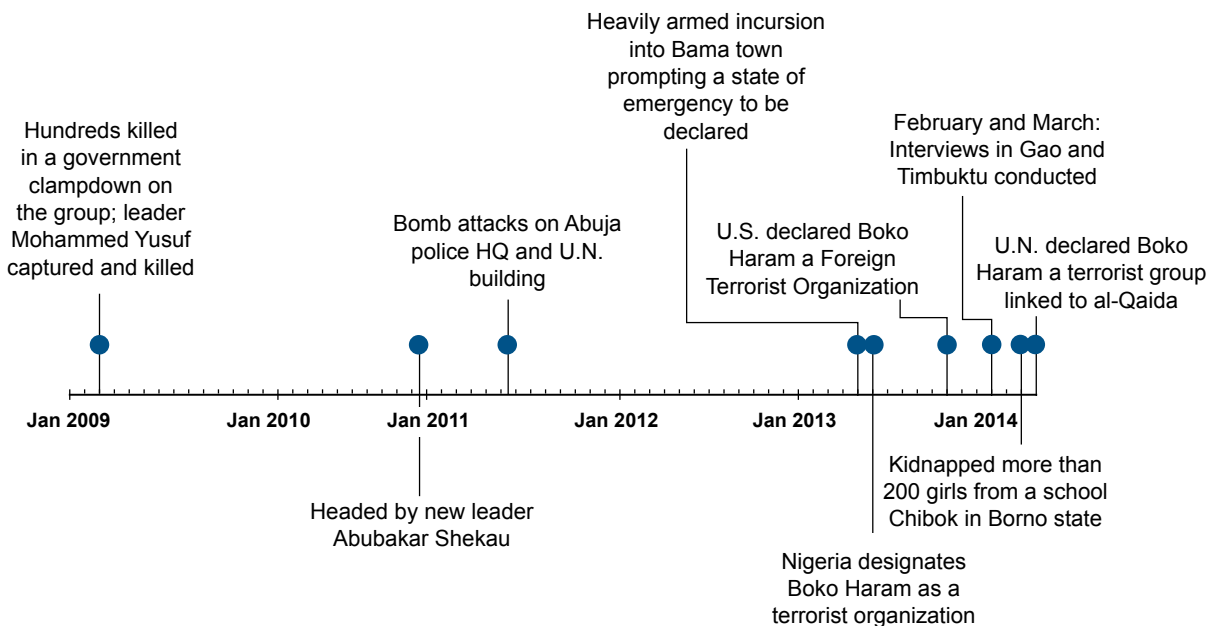 Hundreds killed
in a government
clampdown on
the group; leader
Mohammed Yusuf
captured and killed
Bomb attacks on Abuja
police HQ and U.N.
building
Heavily armed incursion
into Bama town
prompting a state of
emergency to be
declared
U.S. declared Boko
Haram a Foreign
Terrorist Organization
February and March:
Interviews in Gao and
Timbuktu conducted
U.N. declared Boko
Haram a terrorist group
linked to al-Qaida
Jan 2009
Jan 2010
Jan 2011
Jan 2012
Jan 2013
Jan 2014
Headed by new leader
Abubakar Shekau
Nigeria designates
Boko Haram as a
terrorist organization
Kidnapped more than
200 girls from a school
Chibok in Borno state